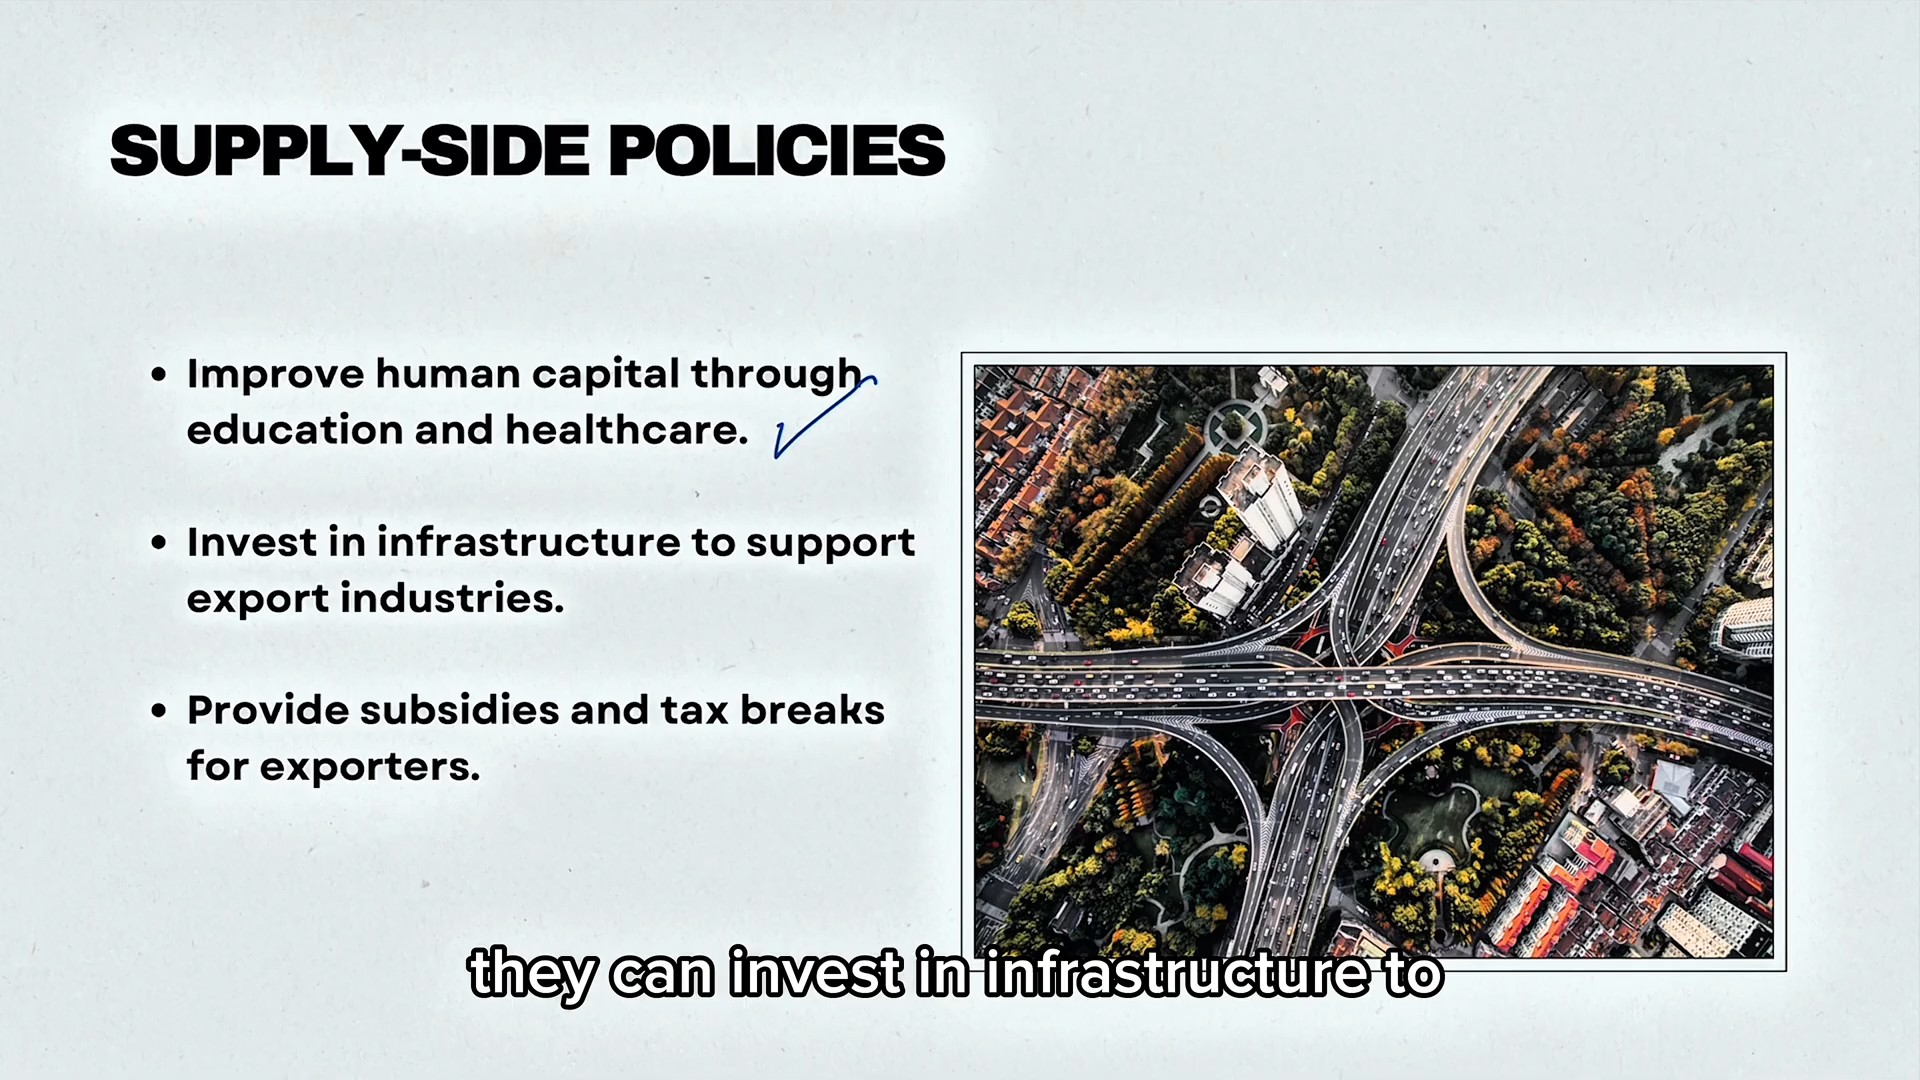 SUPPLY-SIDE POLICIES
• Improve human capital through
education and healthcare.
• Invest in infrastructure to support
export industries.
• Provide subsidies and tax breaks
for exporters.
they can invest in infrastructure to